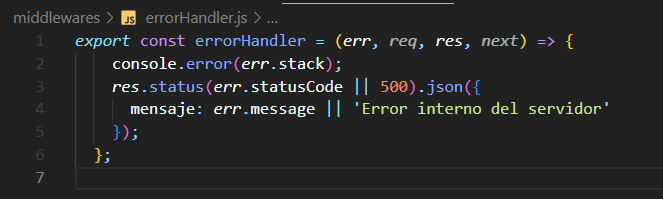 middlewares > JS errorHandler.js > ...
1 export const errorHandler = (err, req, res, next) => {
2 console.error(err.stack);
3 res.status(err.statusCode || 500).json({
4 mensaje: err.message || 'Error interno del servidor'
5 });
6 };
7